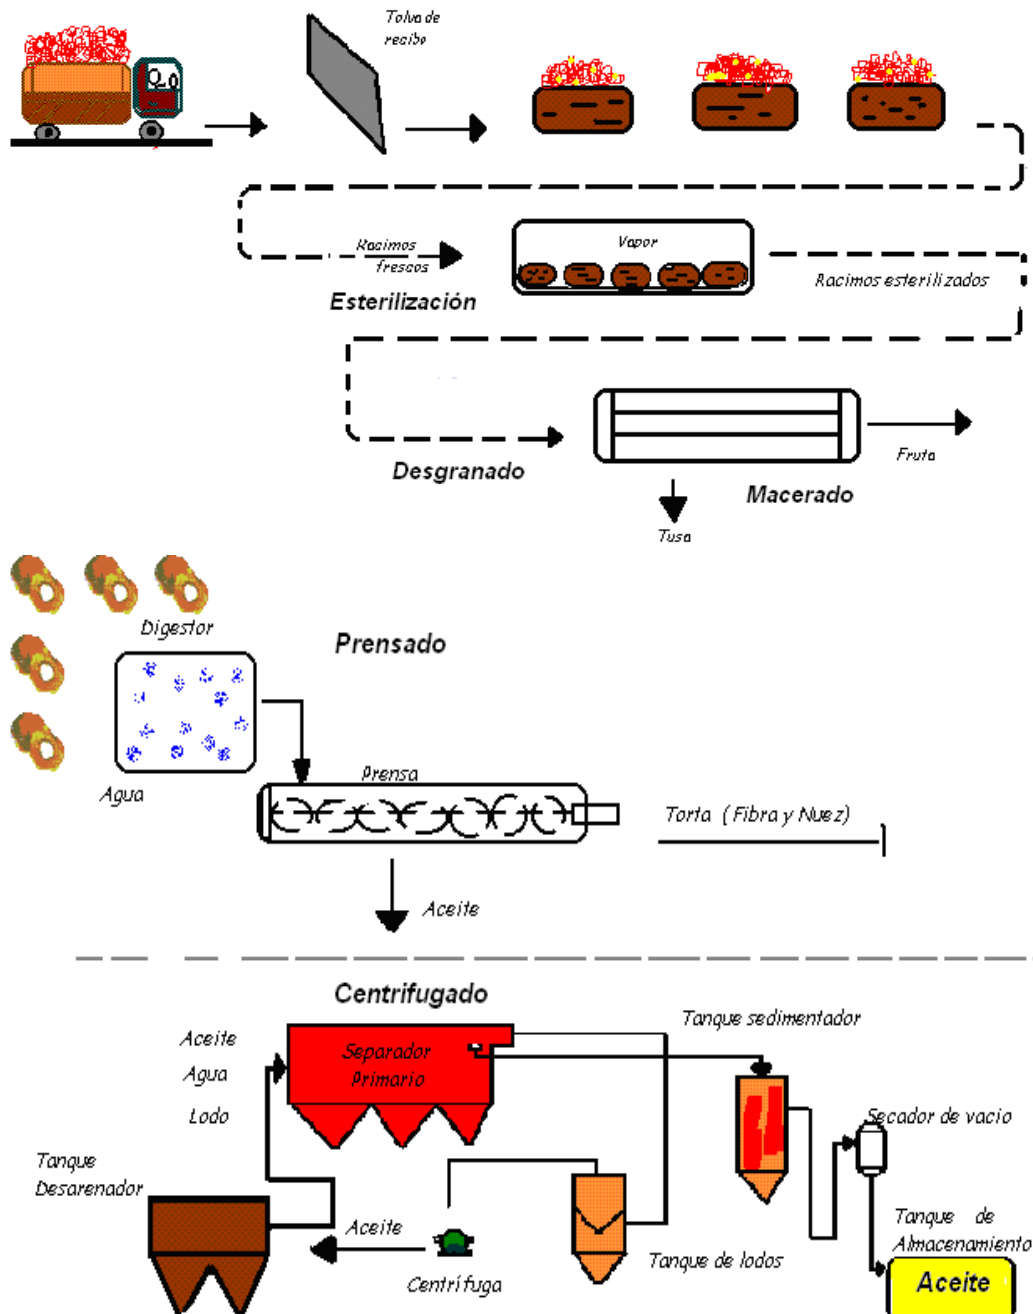 Tolva de
recibo
Vapor
Racimos
frescos
Racimos esterilizados
Esterilización
Desgranado
Fruta
Macerado
Tusa
Digestor
Prensado
Agua
Prensa
Torta (Fibra y Nuez)
Aceite
Centrifugado
Tanque sedimentador
Aceite
Agua
Lodo
Separador
Primario
Secador de vacio
Tanque
Desarenador
Aceite
Centrífuga
Tanque de lodos
Tanque de
Almacenamiento
Aceite